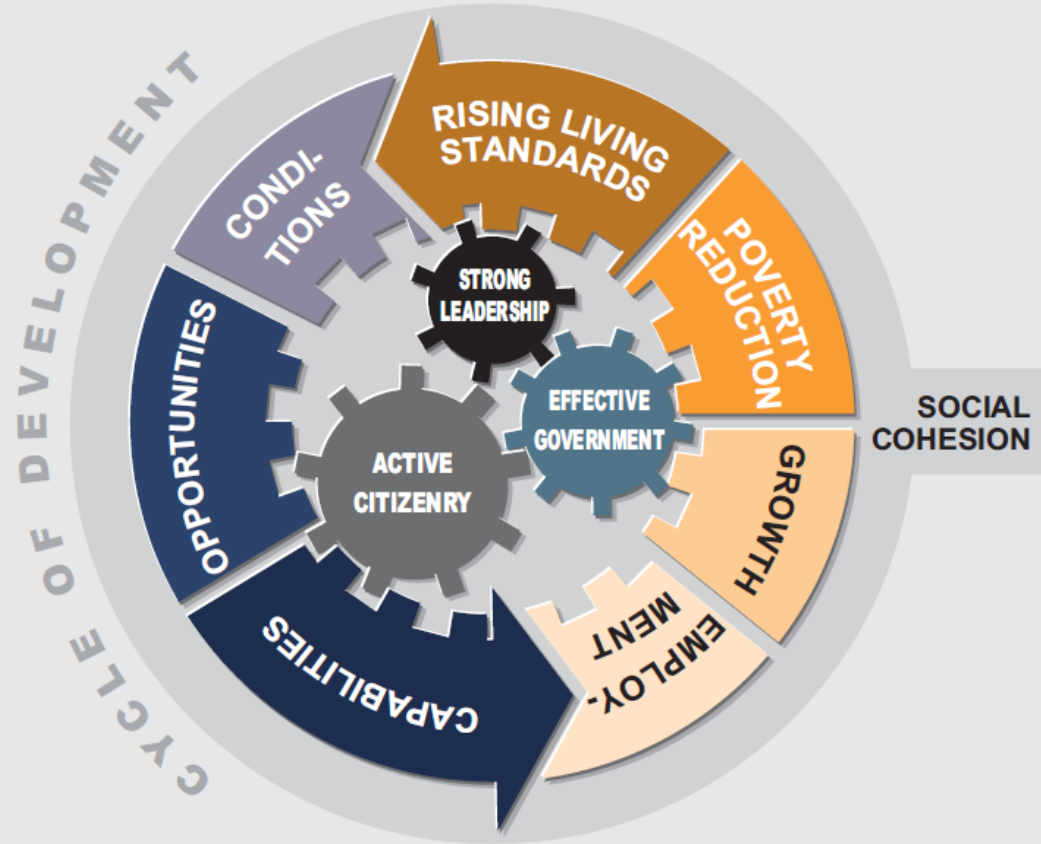 CYCLE OF DEVELOPMENT
RISING LIVING
STANDARDS
POVERTY
REDUCTION
GROWTH
EMPLOY-
MENT
CAPABILITIES
OPPORTUNITIES
CONDI-
TIONS
STRONG
LEADERSHIP
EFFECTIVE
GOVERNMENT
ACTIVE
CITIZENRY
SOCIAL
COHESION